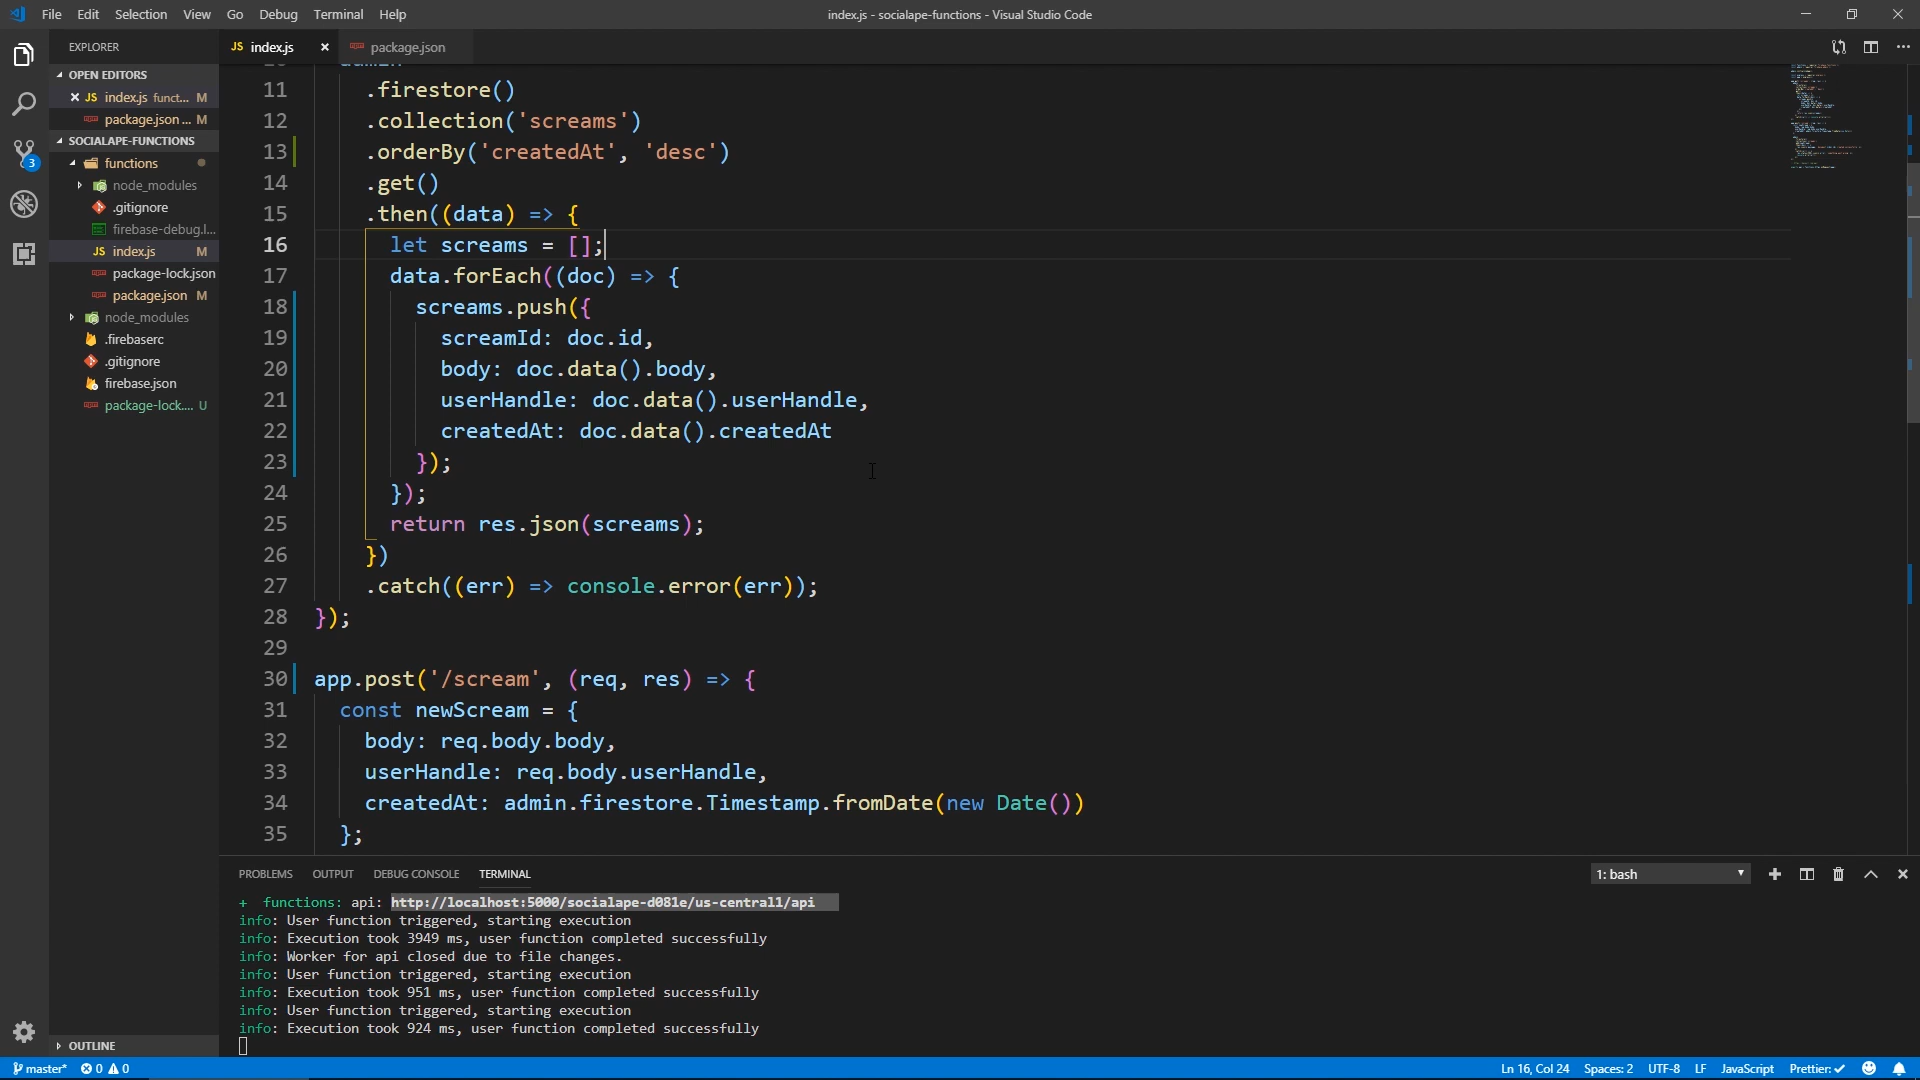 File Edit Selection View Go Debug Terminal Help
index.js - socialape-functions - Visual Studio Code
EXPLORER
OPEN EDITORS
JS index.js funct... M
package.json ... M
SOCIALAPE-FUNCTIONS
functions
node_modules
.gitignore
firebase-debug.l...
JS index.js M
package-lock.json
package.json M
node_modules
.firebaserc
.gitignore
firebase.json
package-lock.... U
OUTLINE
3
JS index.js
package.json
11 .firestore()
12 .collection('screams')
13 .orderBy('createdAt', 'desc')
14 .get()
15 .then((data) => {
16 let screams = [];
17 data.forEach((doc) => {
18 screams.push({
19 screamId: doc.id,
20 body: doc.data().body,
21 userHandle: doc.data().userHandle,
22 createdAt: doc.data().createdAt
23 });
24 });
25 return res.json(screams);
26 })
27 .catch((err) => console.error(err));
28 });
29
30 app.post('/scream', (req, res) => {
31 const newScream = {
32 body: req.body.body,
33 userHandle: req.body.userHandle,
34 createdAt: admin.firestore.Timestamp.fromDate(new Date())
35 };
PROBLEMS OUTPUT DEBUG CONSOLE TERMINAL
1: bash
+ functions: api: http://localhost:5000/socialape-d081e/us-central1/api
info: User function triggered, starting execution
info: Execution took 3949 ms, user function completed successfully
info: Worker for api closed due to file changes.
info: User function triggered, starting execution
info: Execution took 951 ms, user function completed successfully
info: User function triggered, starting execution
info: Execution took 924 ms, user function completed successfully
master* 0 0
Ln 16, Col 24 Spaces: 2 UTF-8 LF JavaScript Prettier: ✓